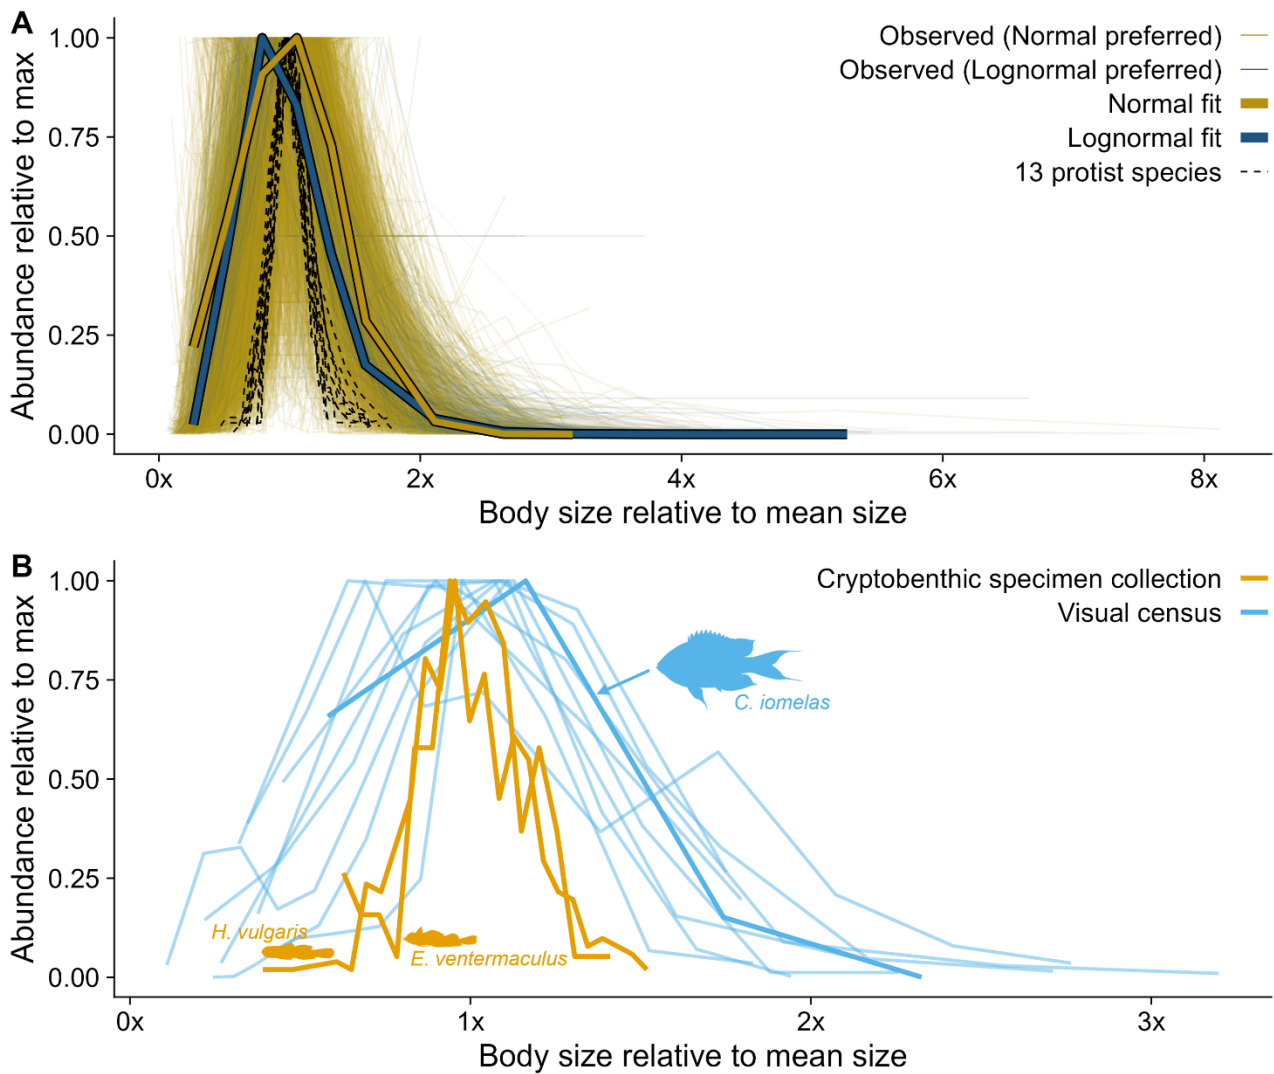 A
Abundance relative to max
1.00
0.75
0.50
0.25
0.00
Observed (Normal preferred)
Observed (Lognormal preferred)
Normal fit
Lognormal fit
13 protist species
0x
2x
4x
6x
8x
Body size relative to mean size
B
Abundance relative to max
1.00
0.75
0.50
0.25
0.00
Cryptobenthic specimen collection
Visual census
C. iomelas
H. vulgaris
E. ventermaculus
0x
1x
2x
3x
Body size relative to mean size